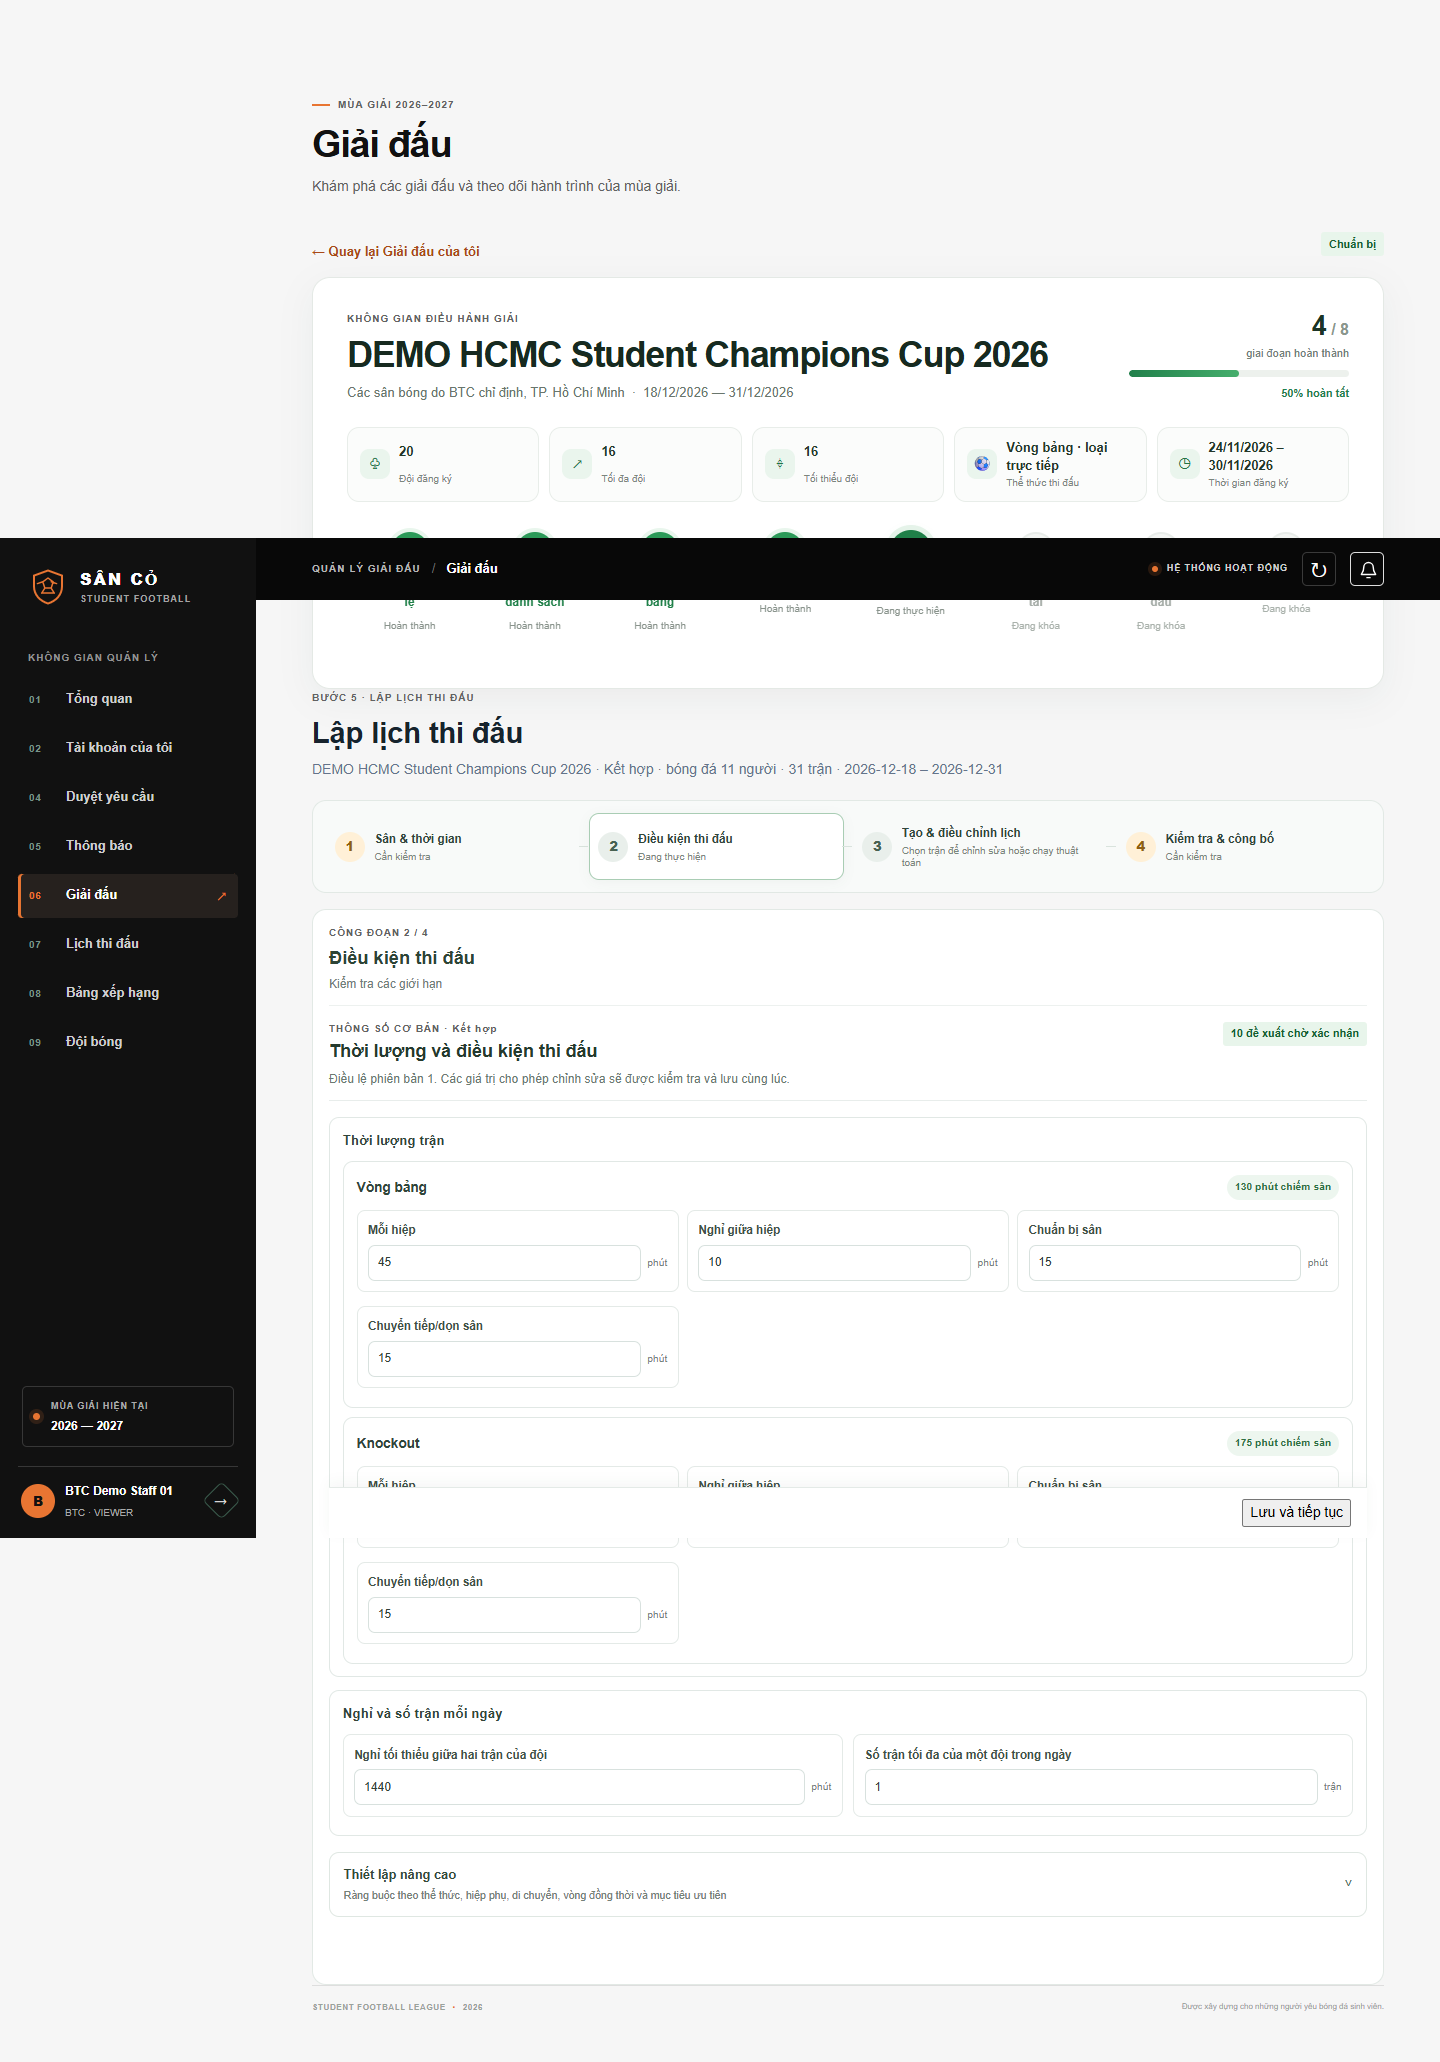 MÙA GIẢI 2026–2027
Giải đấu
Khám phá các giải đấu và theo dõi hành trình của mùa giải.
← Quay lại Giải đấu của tôi
Chuẩn bị
KHÔNG GIAN ĐIỀU HÀNH GIẢI
DEMO HCMC Student Champions Cup 2026
Các sân bóng do BTC chỉ định, TP. Hồ Chí Minh · 18/12/2026 — 31/12/2026
4 / 8
giai đoạn hoàn thành
50% hoàn tất
20
Đội đăng ký
16
Tối đa đội
16
Tối thiểu đội
Vòng bảng · loại
trực tiếp
Thể thức thi đấu
24/11/2026 –
30/11/2026
Thời gian đăng ký
SÂN CỎ
STUDENT FOOTBALL
QUẢN LÝ GIẢI ĐẤU / Giải đấu
HỆ THỐNG HOẠT ĐỘNG
lệ
Hoàn thành
danh sách
Hoàn thành
bảng
Hoàn thành
Hoàn thành
Đang thực hiện
Đang khóa
đấu
Đang khóa
Đang khóa
KHÔNG GIAN QUẢN LÝ
01 Tổng quan
02 Tài khoản của tôi
04 Duyệt yêu cầu
05 Thông báo
06 Giải đấu ↗
07 Lịch thi đấu
08 Bảng xếp hạng
09 Đội bóng
MÙA GIẢI HIỆN TẠI
2026 — 2027
B
BTC Demo Staff 01
BTC · VIEWER
→
BƯỚC 5 · LẬP LỊCH THI ĐẤU
Lập lịch thi đấu
DEMO HCMC Student Champions Cup 2026 · Kết hợp · bóng đá 11 người · 31 trận · 2026-12-18 – 2026-12-31
1
Sân & thời gian
Cần kiểm tra
2
Điều kiện thi đấu
Đang thực hiện
3
Tạo & điều chỉnh lịch
Chọn trận để chỉnh sửa hoặc chạy thuật
toán
4
Kiểm tra & công bố
Cần kiểm tra
CÔNG ĐOẠN 2 / 4
Điều kiện thi đấu
Kiểm tra các giới hạn
THÔNG SỐ CƠ BẢN · Kết hợp
Thời lượng và điều kiện thi đấu
Điều lệ phiên bản 1. Các giá trị cho phép chỉnh sửa sẽ được kiểm tra và lưu cùng lúc.
10 đề xuất chờ xác nhận
Thời lượng trận
Vòng bảng
130 phút chiếm sân
Mỗi hiệp
45 phút
Nghỉ giữa hiệp
10 phút
Chuẩn bị sân
15 phút
Chuyển tiếp/dọn sân
15 phút
Knockout
175 phút chiếm sân
Mỗi hiệp
Nghỉ giữa hiệp
Chuẩn bị sân
Lưu và tiếp tục
Chuyển tiếp/dọn sân
15 phút
Nghỉ và số trận mỗi ngày
Nghỉ tối thiểu giữa hai trận của đội
1440 phút
Số trận tối đa của một đội trong ngày
1 trận
Thiết lập nâng cao
Ràng buộc theo thể thức, hiệp phụ, di chuyển, vòng đồng thời và mục tiêu ưu tiên
v
STUDENT FOOTBALL LEAGUE • 2026
Được xây dựng cho những người yêu bóng đá sinh viên.